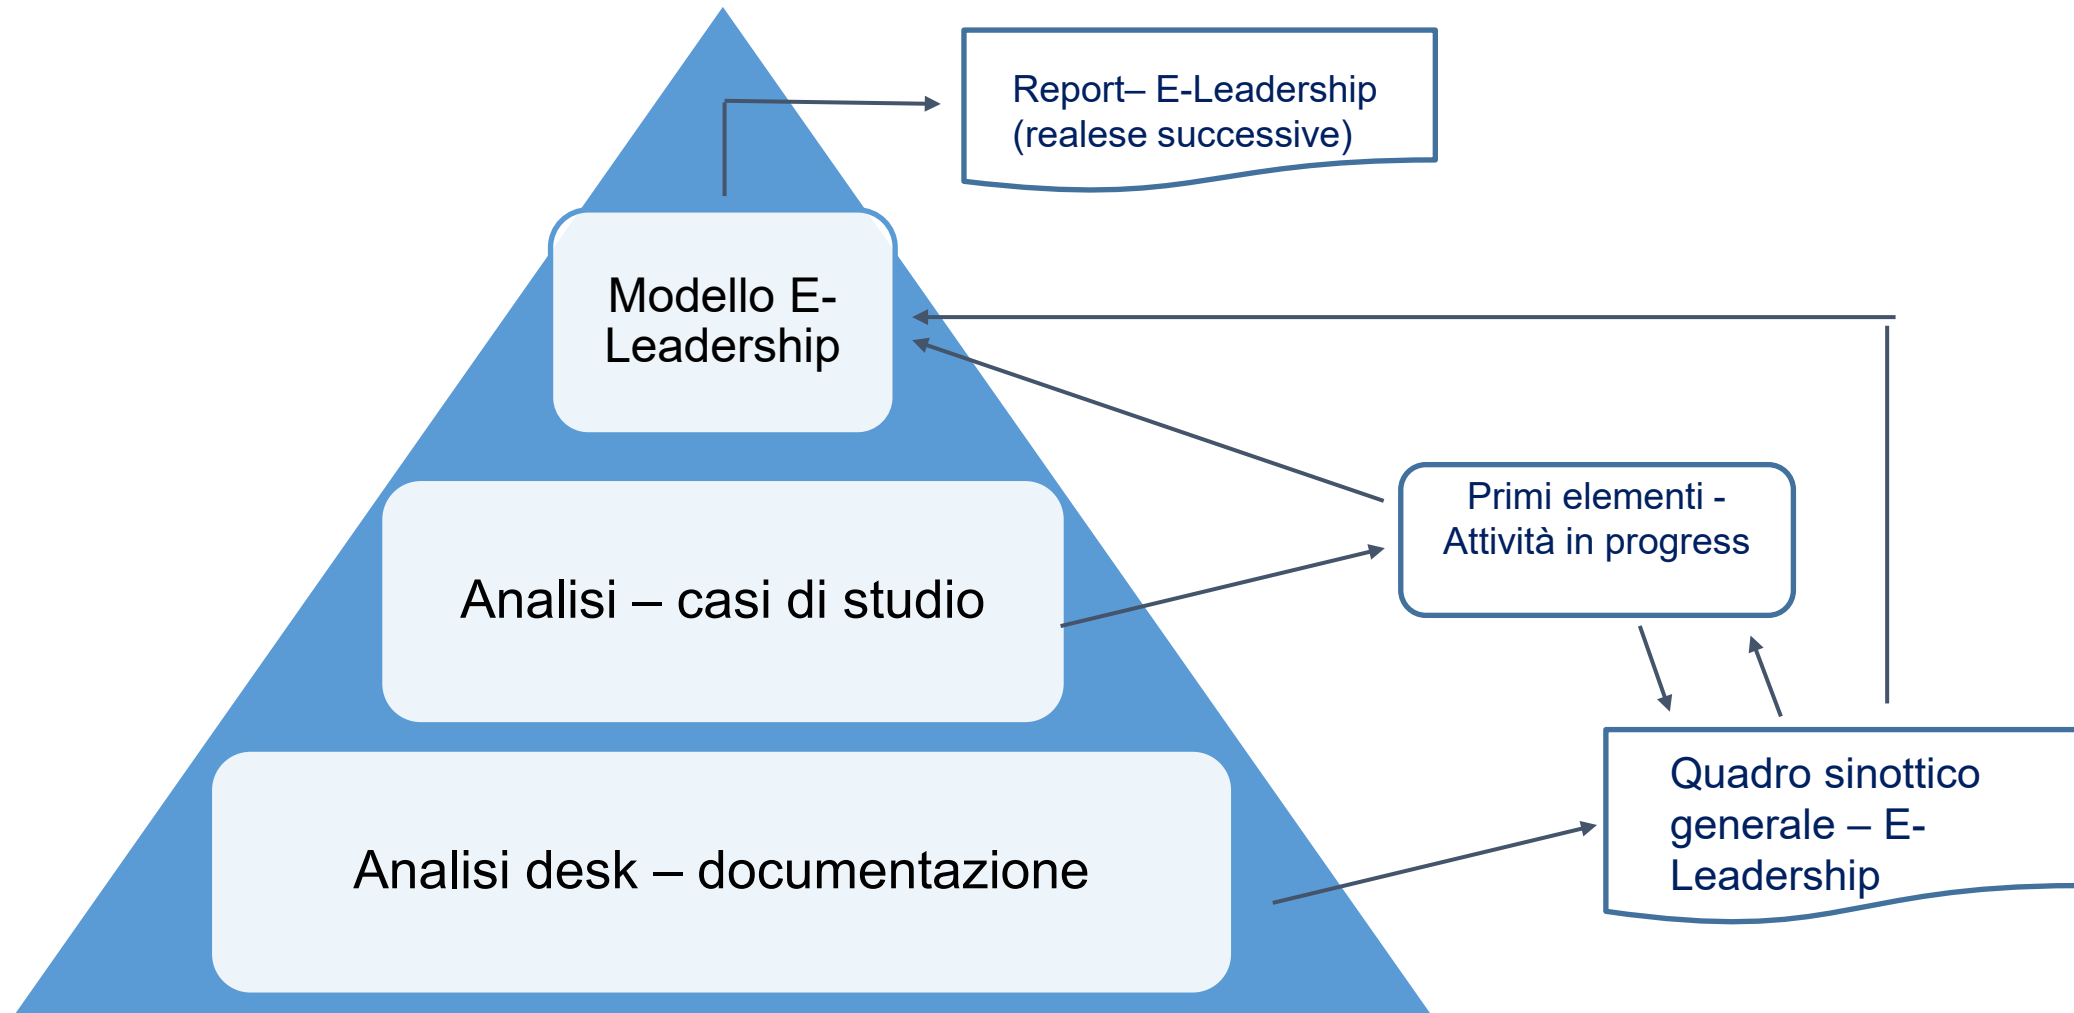 Report– E-Leadership
(realese successive)
Modello E-
Leadership
Primi elementi -
Attività in progress
Analisi – casi di studio
Quadro sinottico
generale – E-
Leadership
Analisi desk – documentazione